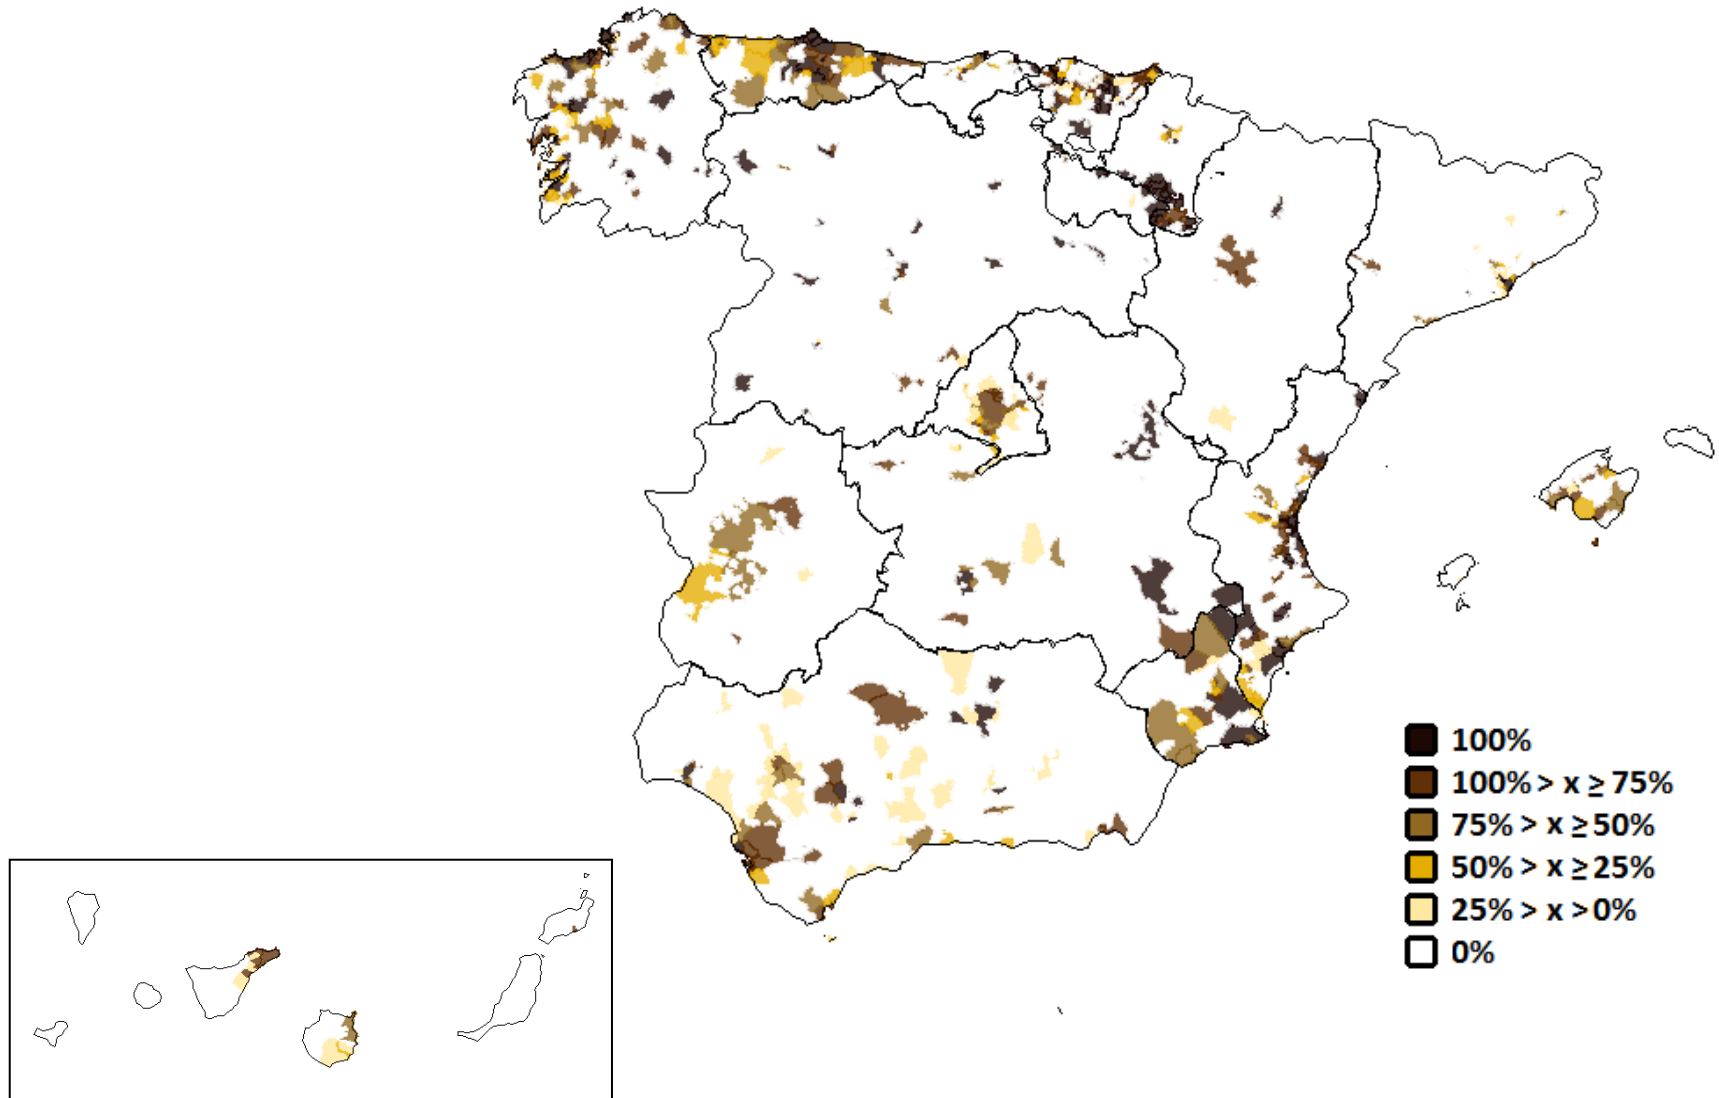 100%
100% > x ≥ 75%
75% > x ≥ 50%
50% > x ≥ 25%
25% > x > 0%
0%